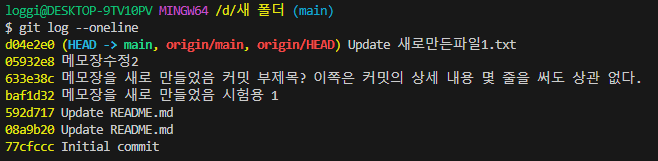 loggi@DESKTOP-9TV10PV MINGW64 /d/새 폴더 (main)
$ git log --oneline
d04e2e0 (HEAD -> main, origin/main, origin/HEAD) Update 새로만든파일1.txt
05932e8 메모장수정2
633e38c 메모장을 새로 만들었음 커밋 부제목? 이쪽은 커밋의 상세 내용 몇 줄을 써도 상관 없다.
baf1d32 메모장을 새로 만들었음 시험용 1
592d717 Update README.md
08a9b20 Update README.md
77cfccc Initial commit